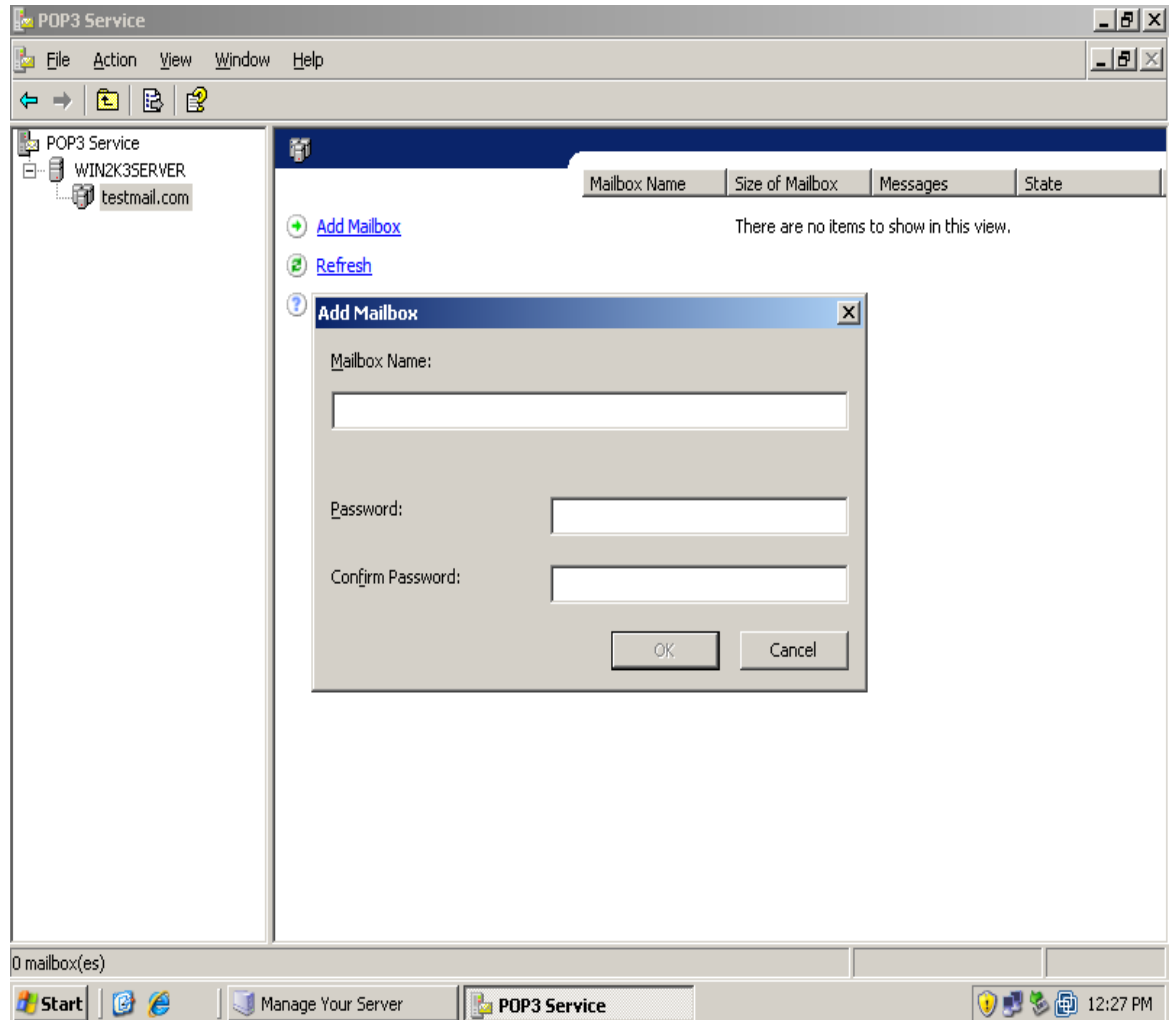 POP3 Service
File Action View Window Help
POP3 Service
WIN2K3SERVER
testmail.com
Mailbox Name Size of Mailbox Messages State
Add Mailbox
There are no items to show in this view.
Refresh
Add Mailbox
Mailbox Name:
Password:
Confirm Password:
OK Cancel
0 mailbox(es)
Start Manage Your Server POP3 Service 12:27 PM